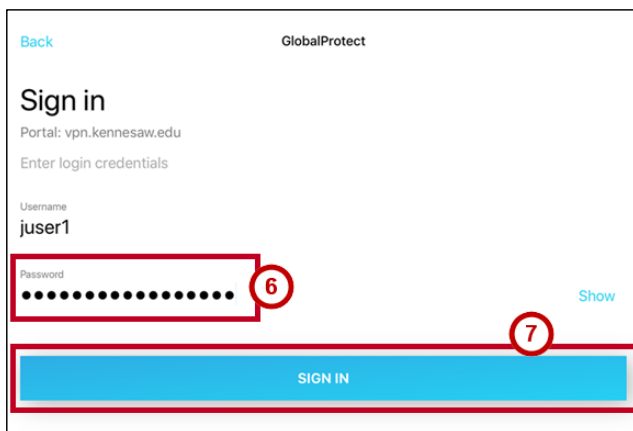 Back
GlobalProtect
Sign in
Portal: vpn.kennesaw.edu
Enter login credentials
Username
juser1
Password
●●●●●●●●●●●●●●●●●
6
Show
7
SIGN IN